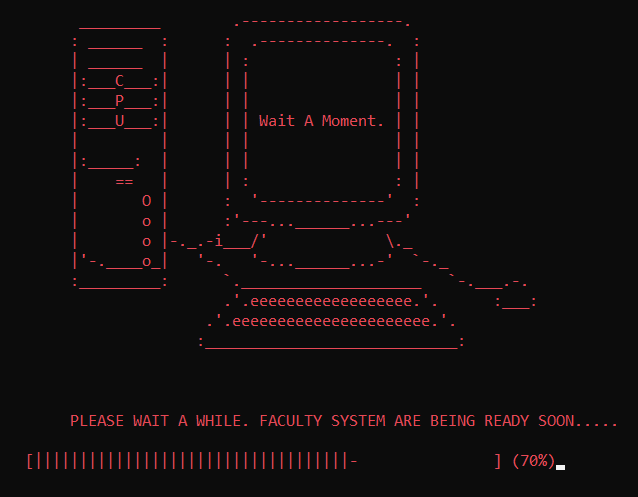 C
P
U
Wait A Moment.
PLEASE WAIT A WHILE. FACULTY SYSTEM ARE BEING READY SOON.....
[|||||||||||||||||||||||||||||||||||- ] (70%)